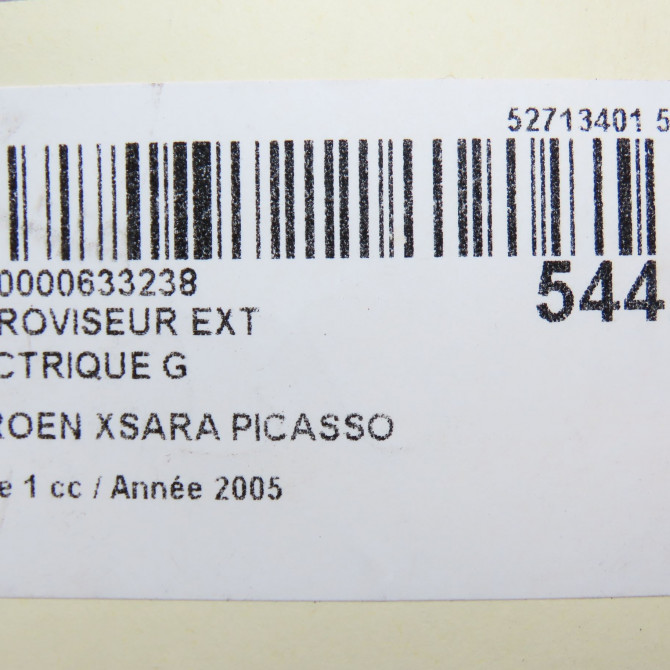 52713401 5
0000633238
544
ROVISEUR EXT
CTRIQUE G
ROEN XSARA PICASSO
e 1 cc / Année 2005